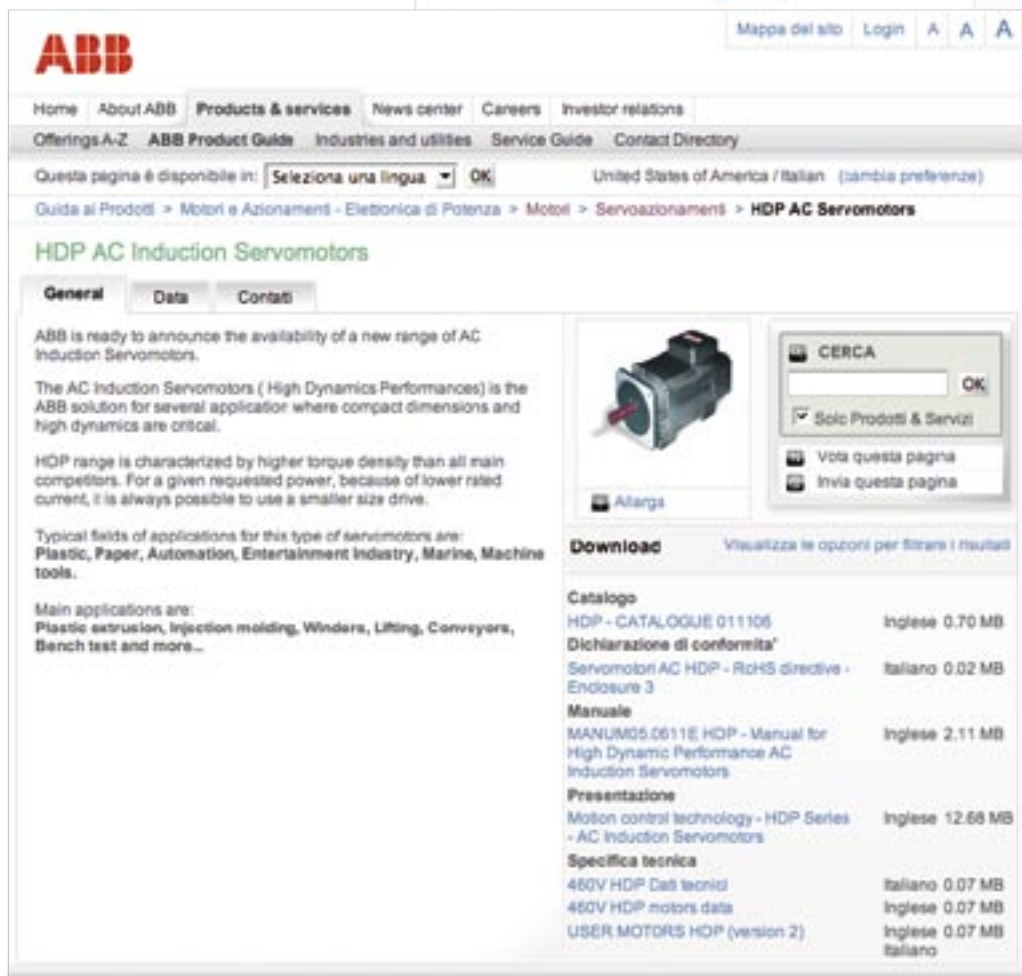 Mappa del sito Login A A A
ABB
Home About ABB Products & services News center Careers Investor relations
Offerings A-Z ABB Product Guide Industries and utilities Service Guide Contact Directory
Questa pagina è disponibile in: Seleziona una lingua OK United States of America / Italian (cambia preferenze)
Guida ai Prodotti > Motori e Azionamenti - Elettronica di Potenza > Motori > Servoazionamenti > HDP AC Servomotors
HDP AC Induction Servomotors
General Data Contatti
ABB is ready to announce the availability of a new range of AC
Induction Servomotors.
The AC Induction Servomotors ( High Dynamics Performances) is the
ABB solution for several application where compact dimensions and
high dynamics are critical.
HDP range is characterized by higher torque density than all main
competitors. For a given requested power, because of lower rated
current, it is always possible to use a smaller size drive.
Typical fields of applications for this type of servomotors are:
Plastic, Paper, Automation, Entertainment Industry, Marine, Machine
tools.
Main applications are:
Plastic extrusion, Injection molding, Winders, Lifting, Conveyors,
Bench test and more...
Allarga
CERCA
OK
Solo Prodotti & Servizi
Vota questa pagina
Invia questa pagina
Download Visualizza le opzioni per filtrare i risultati
Catalogo
HDP - CATALOGUE 011106 Inglese 0.70 MB
Dichiarazione di conformita'
Servomotori AC HDP - RoHS directive - Italiano 0.02 MB
Enclosure 3
Manuale
MANUM05.0611E HDP - Manual for Inglese 2.11 MB
High Dynamic Performance AC
Induction Servomotors
Presentazione
Motion control technology - HDP Series Inglese 12.68 MB
- AC Induction Servomotors
Specifica tecnica
460V HDP Dati tecnici Italiano 0.07 MB
460V HDP motors data Inglese 0.07 MB
USER MOTORS HDP (version 2) Inglese 0.07 MB
Italiano